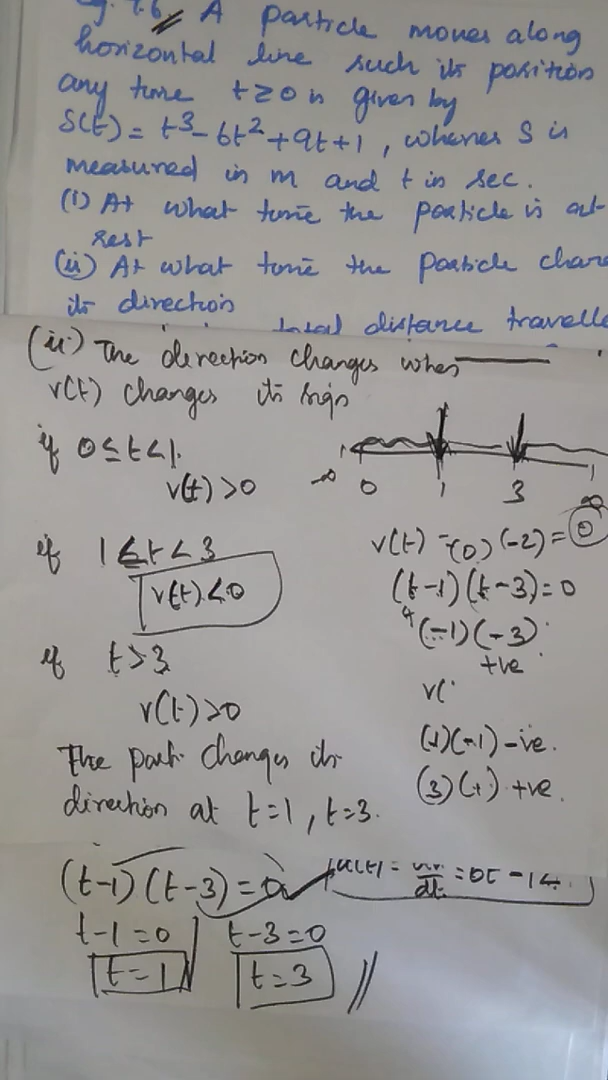 7.6 A particle moves along
horizontal line such its position
any time t≥0 is given by
S(t) = t³ - 6t² + 9t + 1, wheres S is
measured in m and t in sec.
(i) At what time the particle is at
rest
(ii) At what time the particle chan
its direction
total distance travelle
(ii) The direction changes when
v(t) changes its sign
if 0 ≤ t < 1.
v(t) > 0
-∞ 0 1 3 ∞
if 1 ≤ t < 3
v(t) < 0
if t > 3
v(t) > 0
v(t) = (0)(-2) = 0
(t-1)(t-3) = 0
(-1)(-3)
+ve
v(
(1)(-1) -ve.
(3)(1) +ve.
The part. changes its
direction at t=1, t=3.
(t-1)(t-3) = 0
t-1=0 t-3=0
t=1 t=3